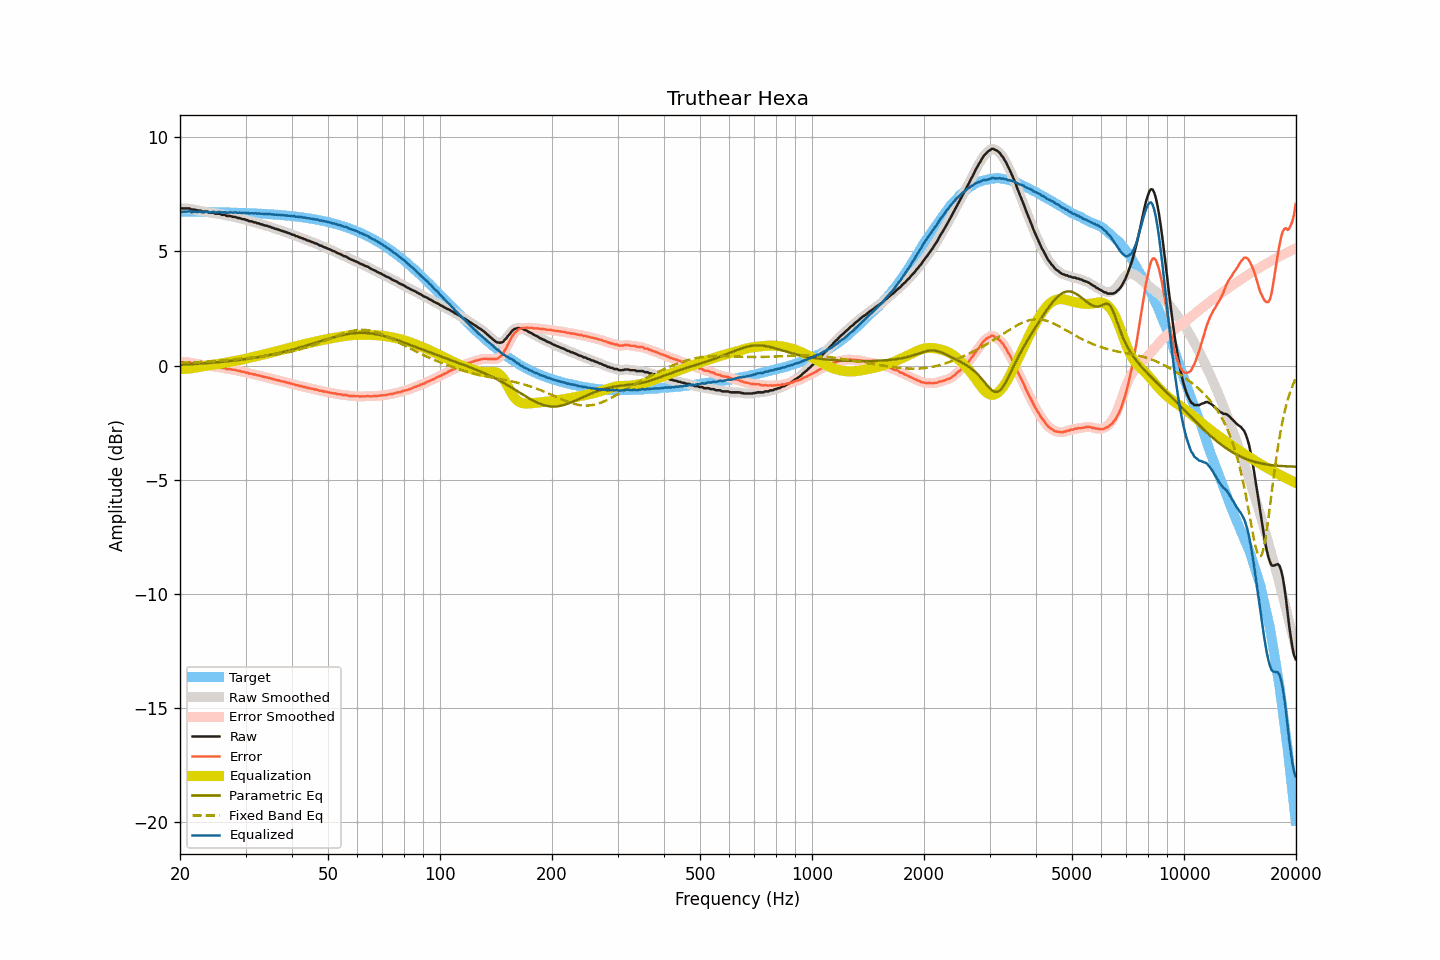 Truthear Hexa
10
5
0
−5
−10
−15
−20
Amplitude (dBr)
Target
Raw Smoothed
Error Smoothed
Raw
Error
Equalization
Parametric Eq
Fixed Band Eq
Equalized
20 50 100 200 500 1000 2000 5000 10000 20000
Frequency (Hz)